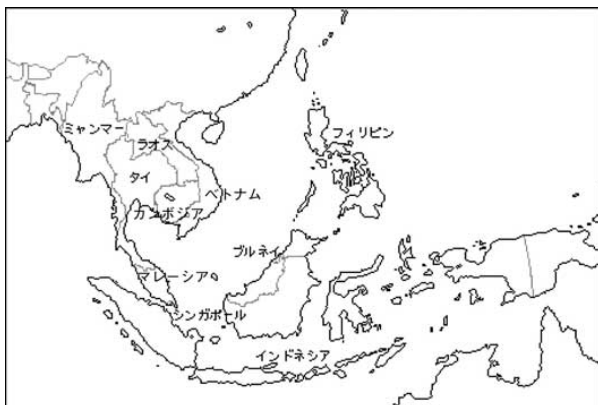 ミャンマー
ラオス
フィリピン
タイ
ベトナム
カンボジア
ブルネイ
マレーシア
シンガポール
インドネシア